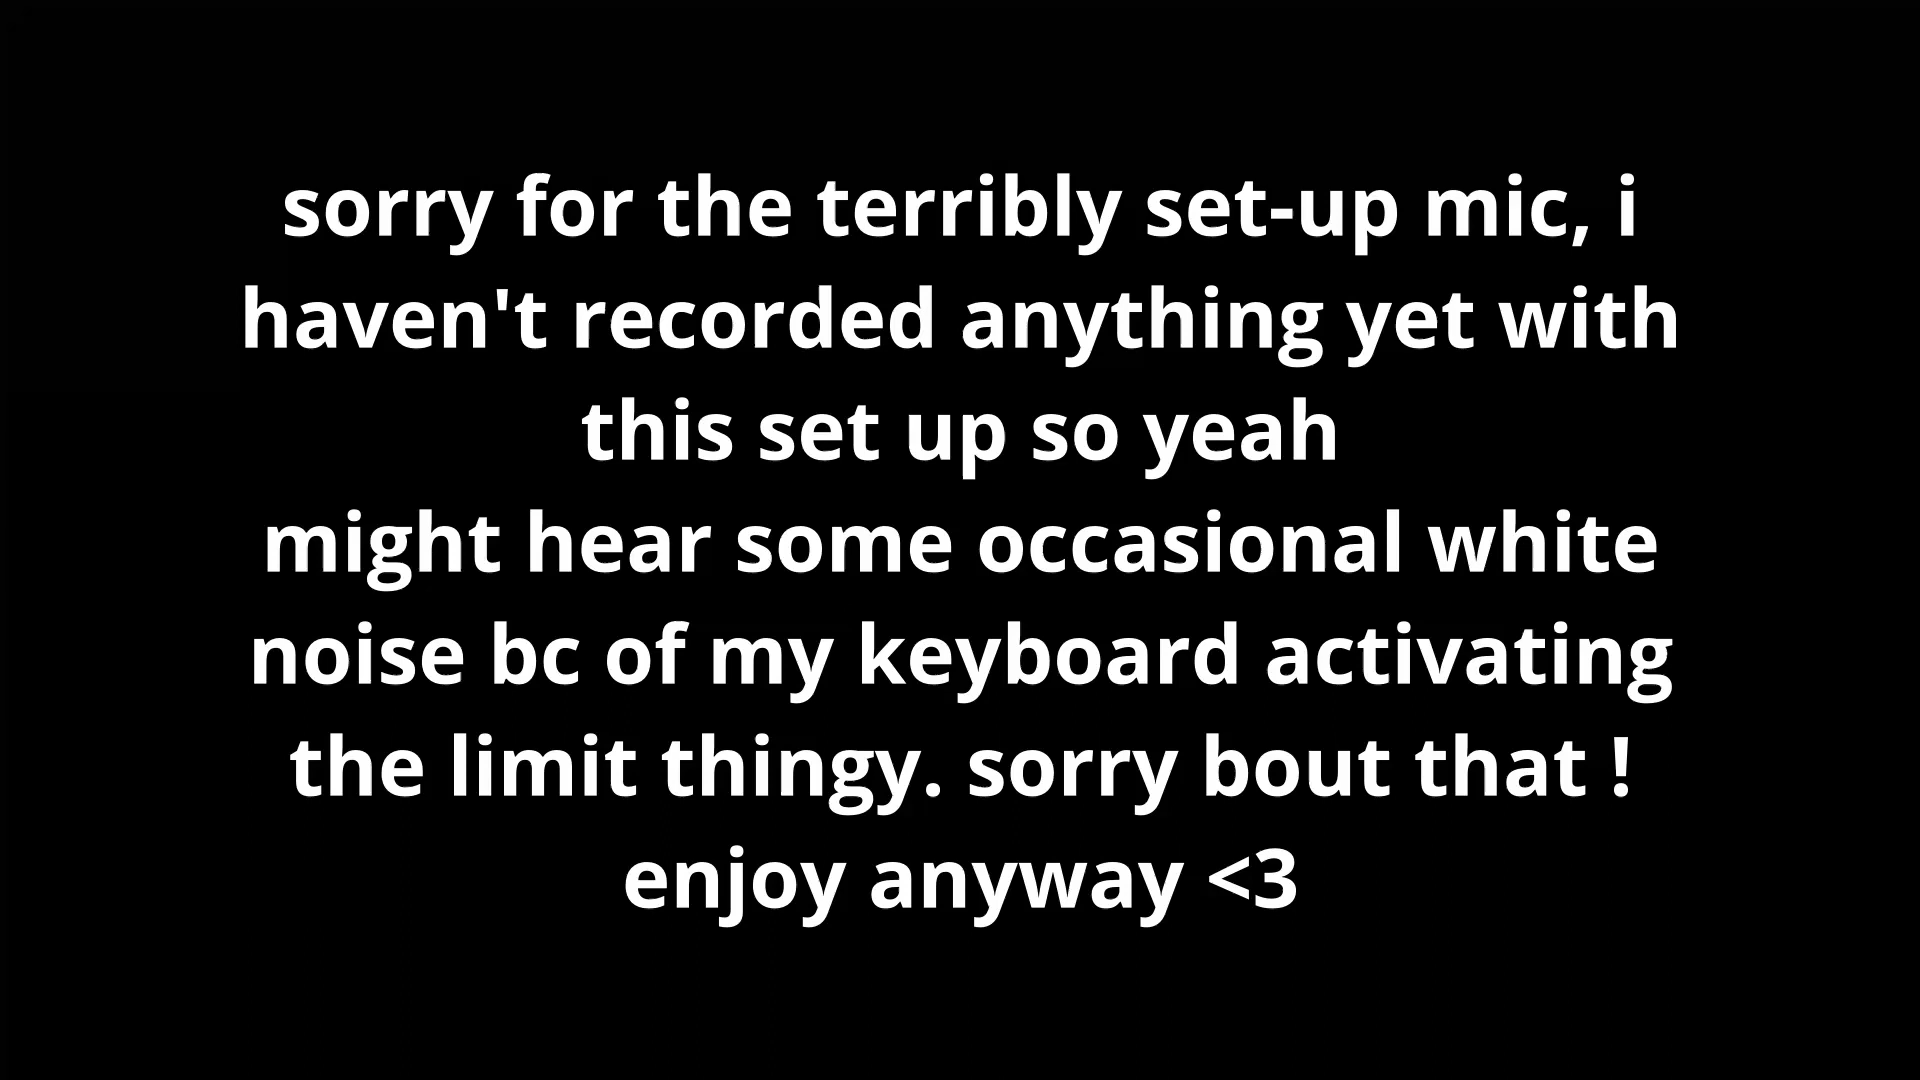 sorry for the terribly set-up mic, i
haven't recorded anything yet with
this set up so yeah
might hear some occasional white
noise bc of my keyboard activating
the limit thingy. sorry bout that !
enjoy anyway <3